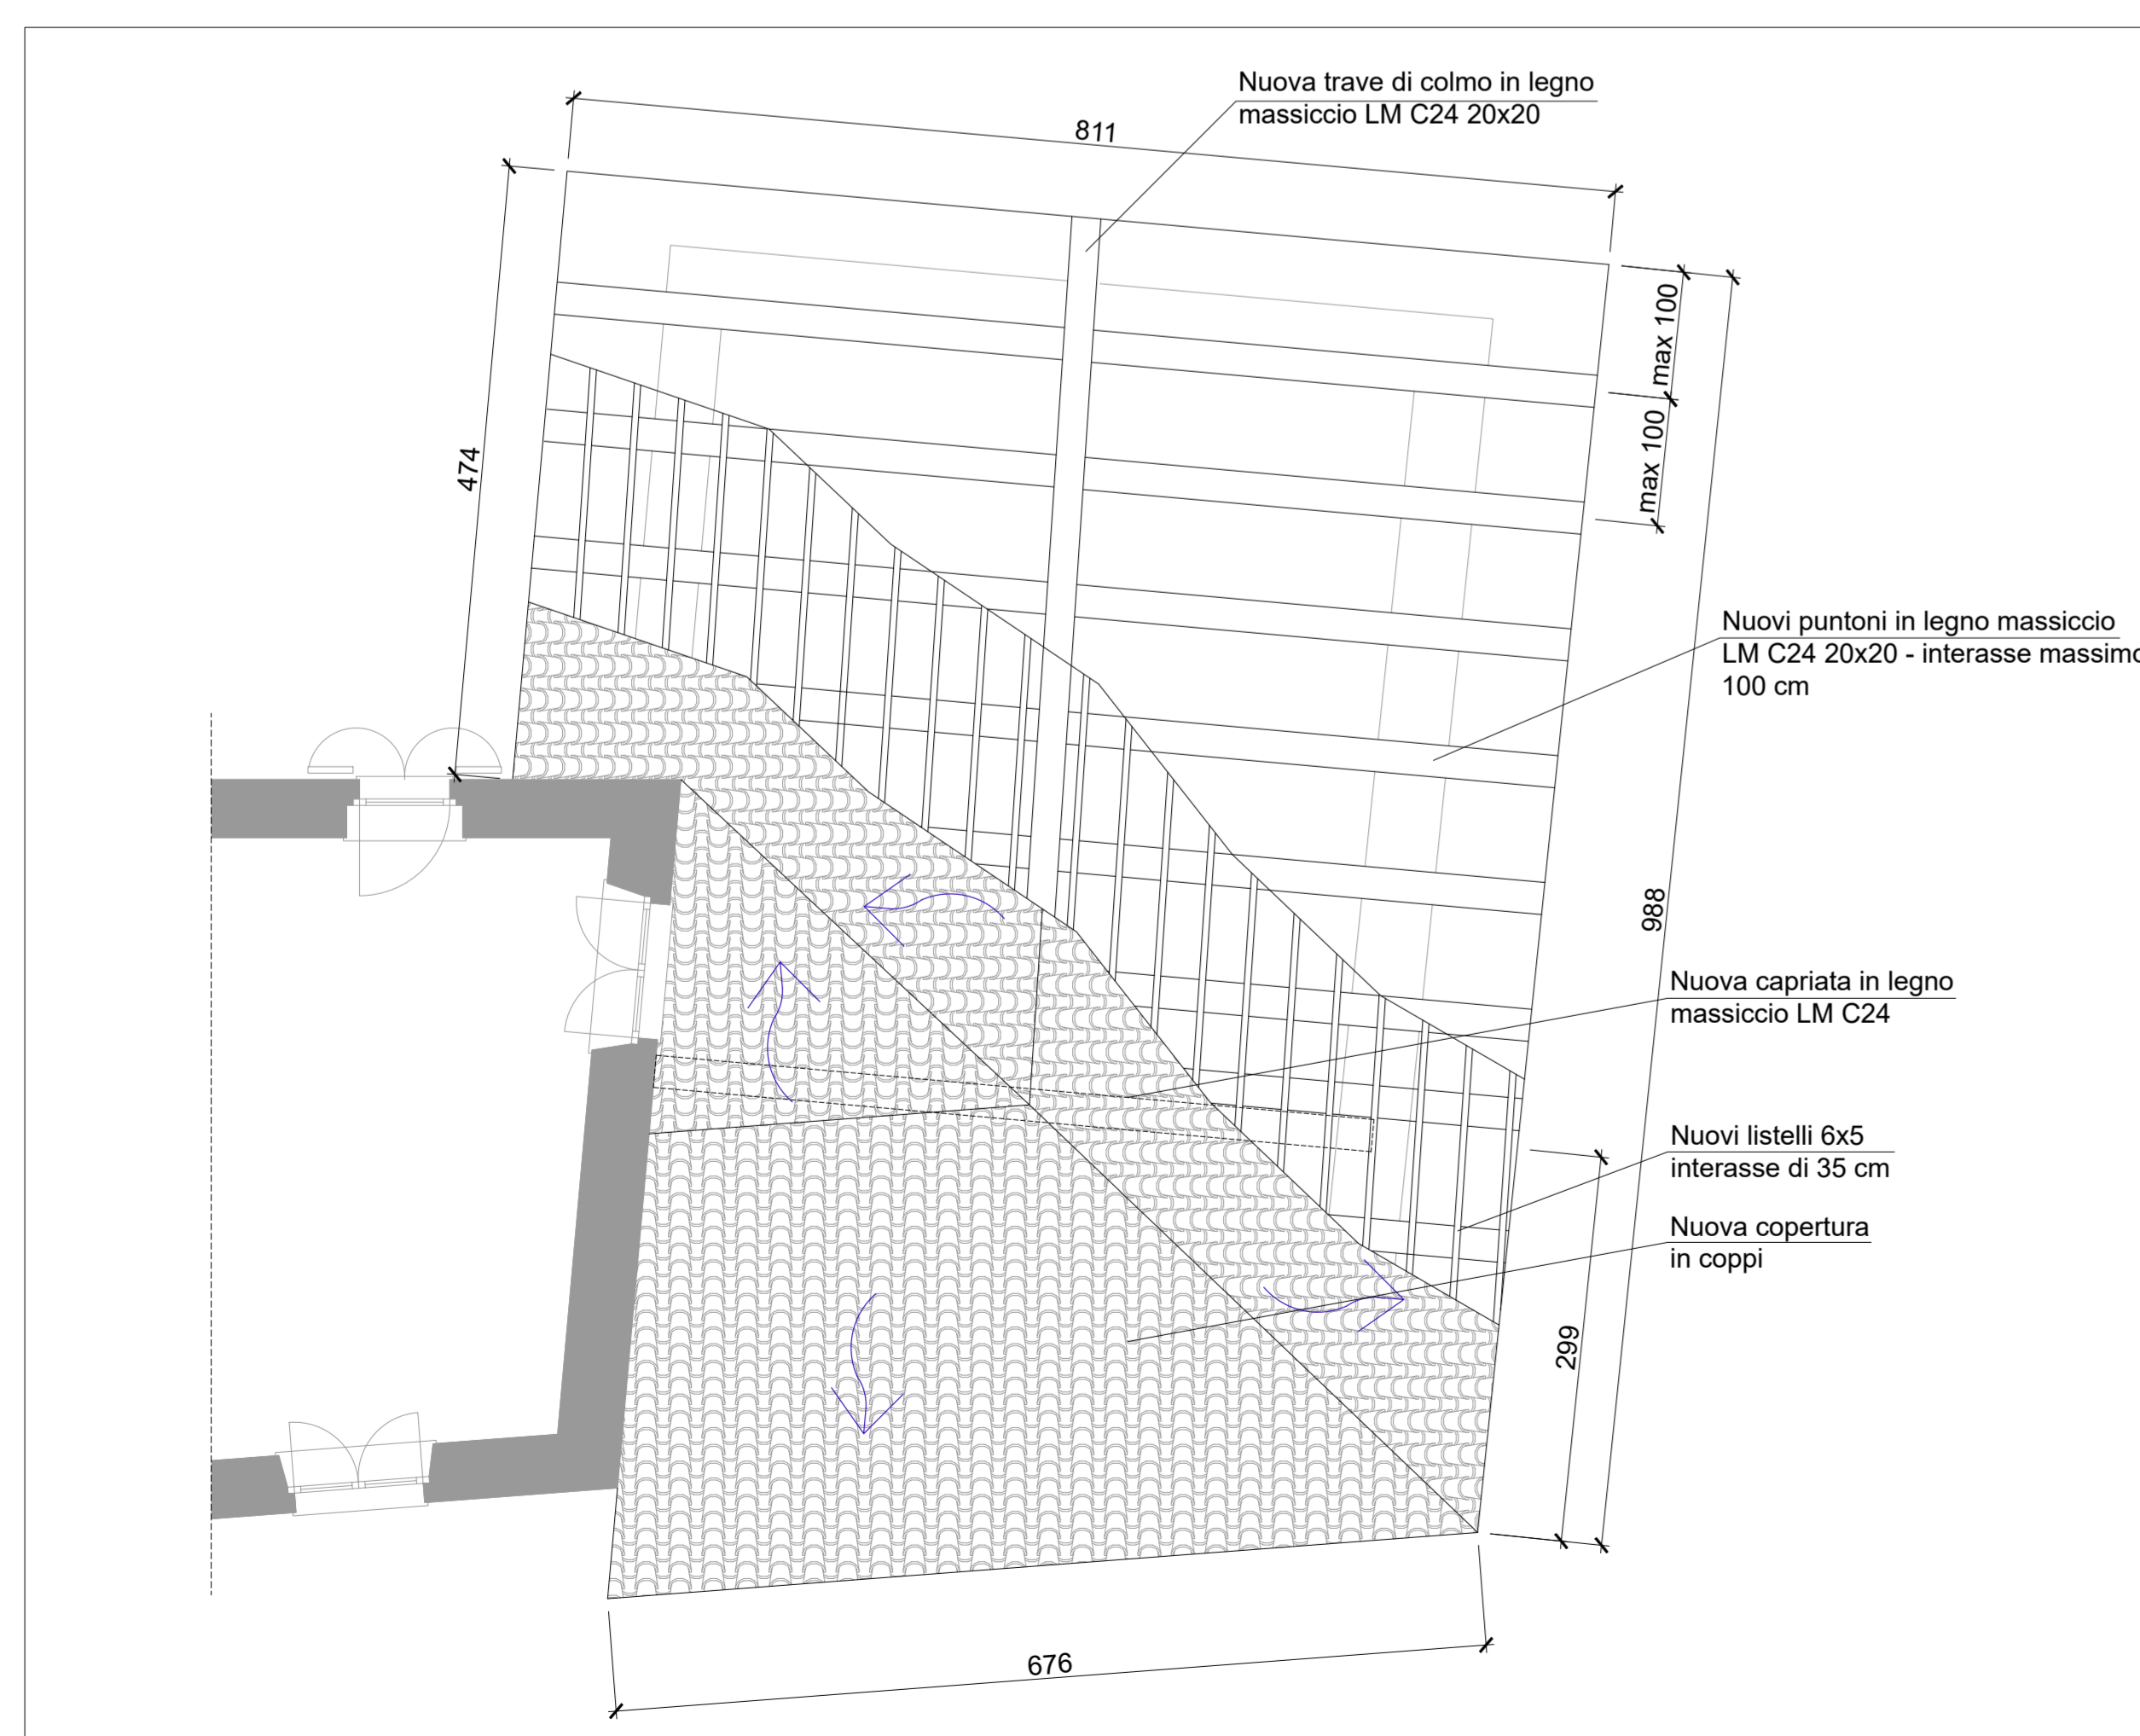 Nuova trave di colmo in legno
massiccio LM C24 20x20
811
474
max 100
max 100
Nuovi puntoni in legno massiccio
LM C24 20x20 - interasse massimo
100 cm
988
Nuova capriata in legno
massiccio LM C24
Nuovi listelli 6x5
interasse di 35 cm
Nuova copertura
in coppi
299
676